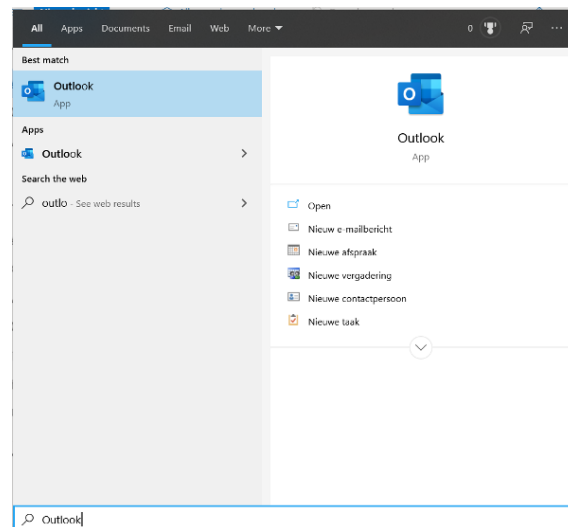 All Apps Documents Email Web More 0 ...
Best match
Outlook
App
Apps
Outlook
Search the web
outlo - See web results
Outlook
App
Open
Nieuw e-mailbericht
Nieuwe afspraak
Nieuwe vergadering
Nieuwe contactpersoon
Nieuwe taak
Outlook